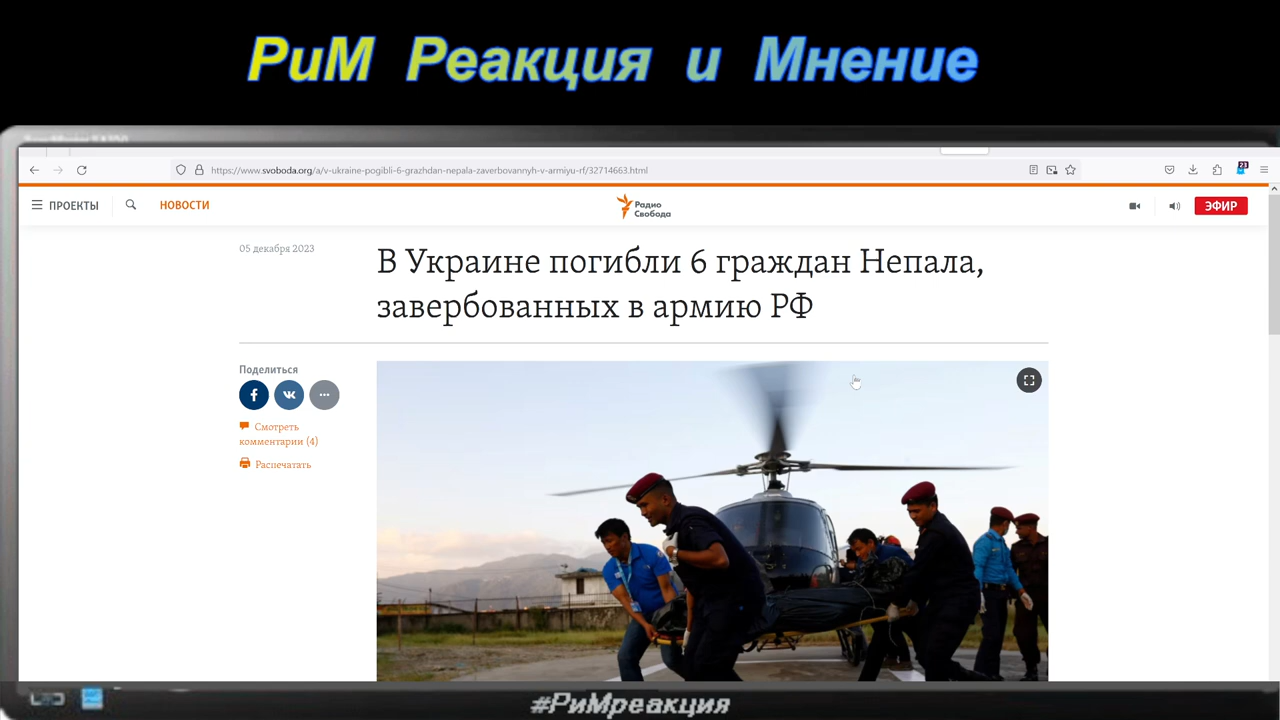 РиМ Реакция и Мнение
https://www.svoboda.org/a/v-ukraine-pogibli-6-grazhdan-nepala-zaverbovannyh-v-armiyu-rf/32714663.html
23
ПРОЕКТЫ
НОВОСТИ
Радио
Свобода
ЭФИР
05 декабря 2023
В Украине погибли 6 граждан Непала,
завербованных в армию РФ
Поделиться
Смотреть
комментарии (4)
Распечатать
#РиМреакция